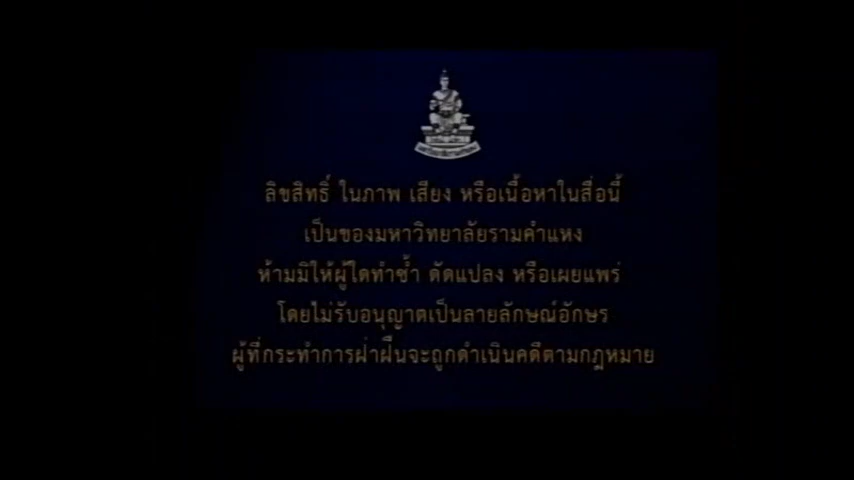 ลิขสิทธิ์ ในภาพ เสียง หรือเนื้อหาในสื่อนี้
เป็นของมหาวิทยาลัยรามคำแหง
ห้ามมิให้ผู้ใดทำซ้ำ ดัดแปลง หรือเผยแพร่
โดยไม่รับอนุญาตเป็นลายลักษณ์อักษร
ผู้ที่กระทำการฝ่าฝืนจะถูกดำเนินคดีตามกฎหมาย